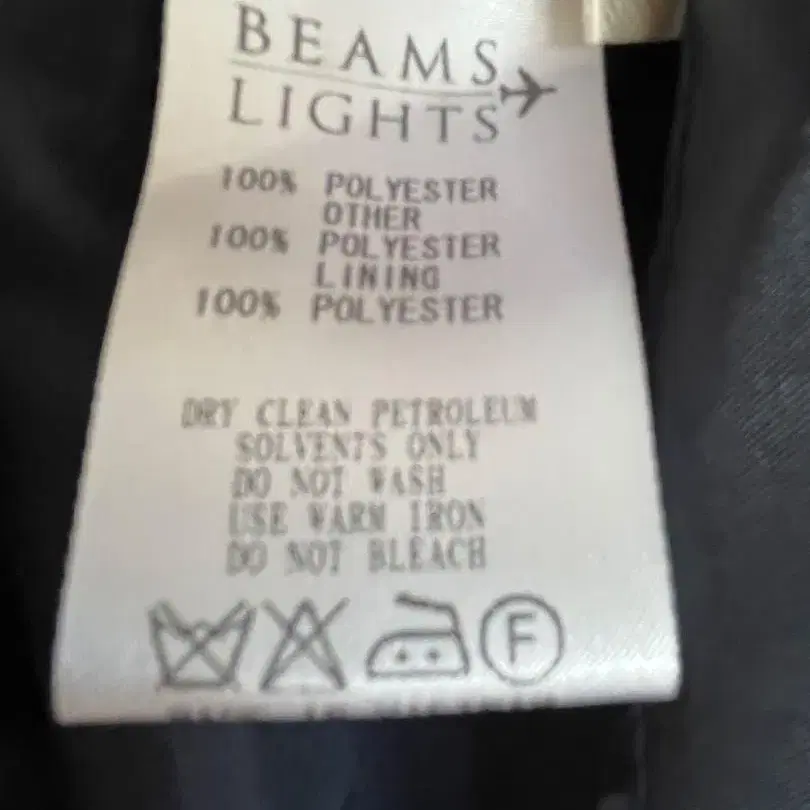 BEAMS
LIGHTS
100% POLYESTER
OTHER
100% POLYESTER
LINING
100% POLYESTER
DRY CLEAN PETROLEUM
SOLVENTS ONLY
DO NOT WASH
USE WARM IRON
DO NOT BLEACH
F